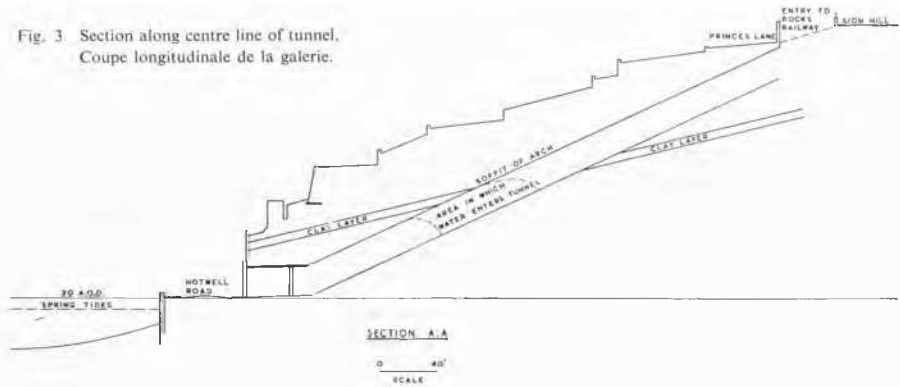 Fig. 3 Section along centre line of tunnel.
Coupe longitudinale de la galerie.
ENTRY TO
ROCKS
RAILWAY
SION HILL
PRINCES LANE
CLAY LAYER
SOFFIT OF ARCH
AREA IN WHICH
WATER ENTERS TUNNEL
CLAY LAYER
HOTWELL
ROAD
30 A.O.D.
SPRING TIDES
SECTION A:A
0 40'
SCALE